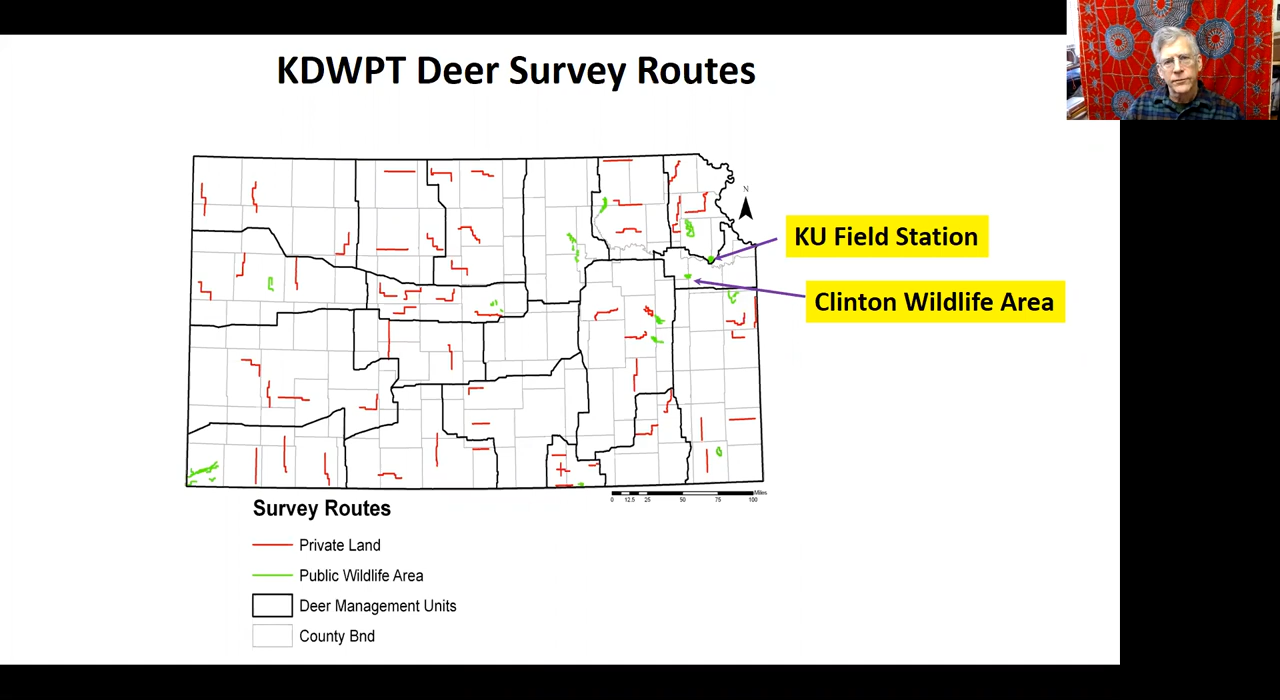 KDWPT Deer Survey Routes
N
KU Field Station
Clinton Wildlife Area
Miles
0 12.5 25 50 75 100
Survey Routes
Private Land
Public Wildlife Area
Deer Management Units
County Bnd